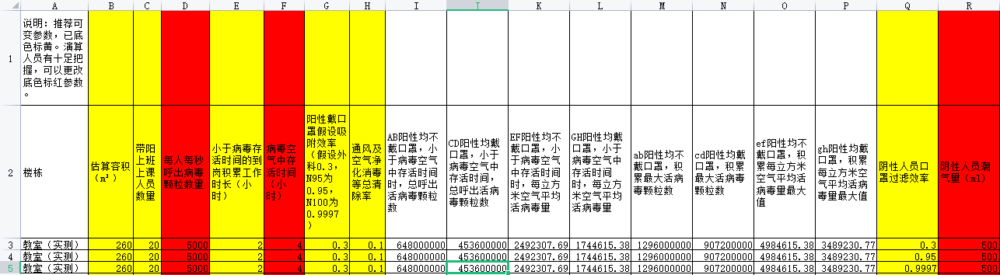 A B C D E F G H I J K L M N O P Q R
1
说明：推荐可
变参数，已底
色标黄。演算
人员有十足把
握，可以更改
底色标红参数
。
2
楼栋
估算容积
（m³）
带阳
上班
上课
人员
数量
每人每秒
呼出病毒
颗粒数量
小于病毒存
活时间的到
岗积累工作
时长（小
时）
病毒空
气中存
活时间
（小
时）
阳性戴口
罩假设吸
附效率
（假设外
科0.3，
N95为
0.95，
N100为
0.9997
）
通风及
空气净
化消毒
等总清
除率
AB阳性均不
戴口罩，小
于病毒空气
中存活时间
时，总呼出
活病毒颗粒
数
CD阳性均戴
口罩，小于
病毒空气中
存活时间，
总呼出活病
毒颗粒数
EF阳性均不
戴口罩，小
于病毒空气
中存活时间
时，每立方
米空气平均
活病毒量
GH阳性均戴
口罩，小于
病毒空气中
存活时间
时，每立方
米空气平均
活病毒量
ab阳性均不
戴口罩，积
累最大活病
毒颗粒数
cd阳性均戴
口罩，积累
最大活病毒
颗粒数
ef阳性均不
戴口罩，积
累每立方米
空气平均活
病毒量最大
值
gh阳性均戴
口罩，积累
每立方米空
气平均活病
毒量最大值
阴性人员口
罩过滤效率
阴性人员潮
气量（ml）
3 教室（实测） 260 20 5000 2 4 0.3 0.1 648000000 453600000 2492307.69 1744615.38 1296000000 907200000 4984615.38 3489230.77 0.3 500
4 教室（实测） 260 20 5000 2 4 0.3 0.1 648000000 453600000 2492307.69 1744615.38 1296000000 907200000 4984615.38 3489230.77 0.95 500
5 教室（实测） 260 20 5000 2 4 0.3 0.1 648000000 453600000 2492307.69 1744615.38 1296000000 907200000 4984615.38 3489230.77 0.9997 500